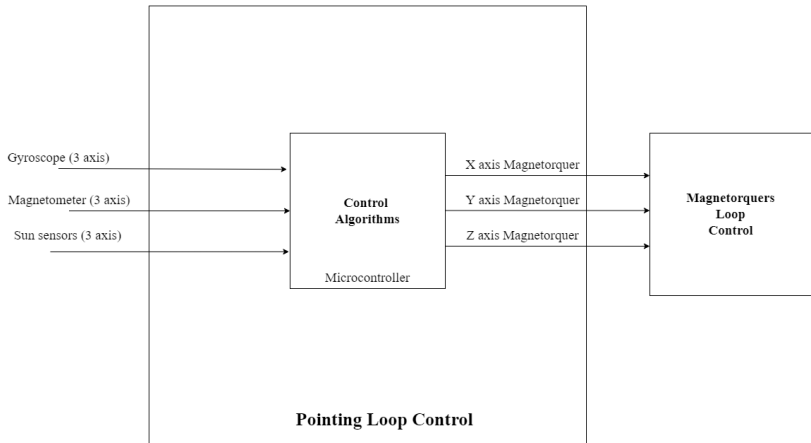 Gyroscope (3 axis)
Magnetometer (3 axis)
Sun sensors (3 axis)
Control
Algorithms
Microcontroller
X axis Magnetorquer
Y axis Magnetorquer
Z axis Magnetorquer
Magnetorquers
Loop
Control
Pointing Loop Control